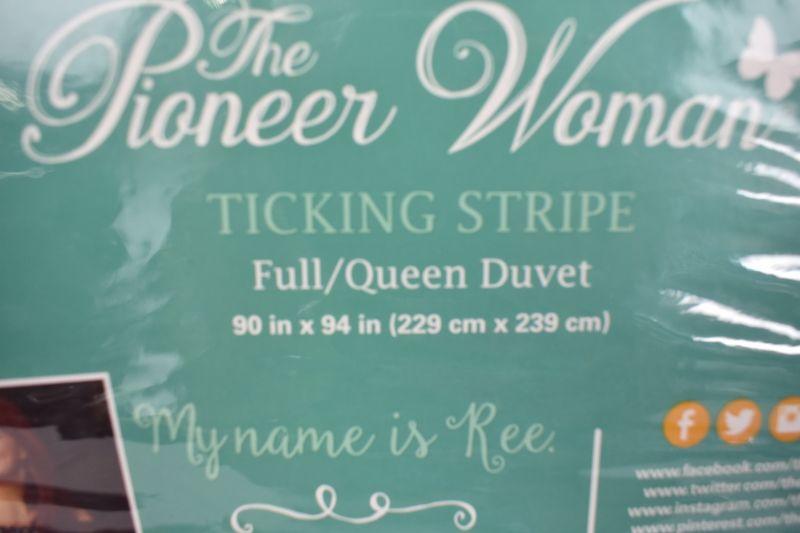 The
Pioneer Woman
TICKING STRIPE
Full/Queen Duvet
90 in x 94 in (229 cm x 239 cm)
My name is Ree.
www.facebook.com/
www.twitter.com/the
www.instagram.com/
www.pinterest.com/